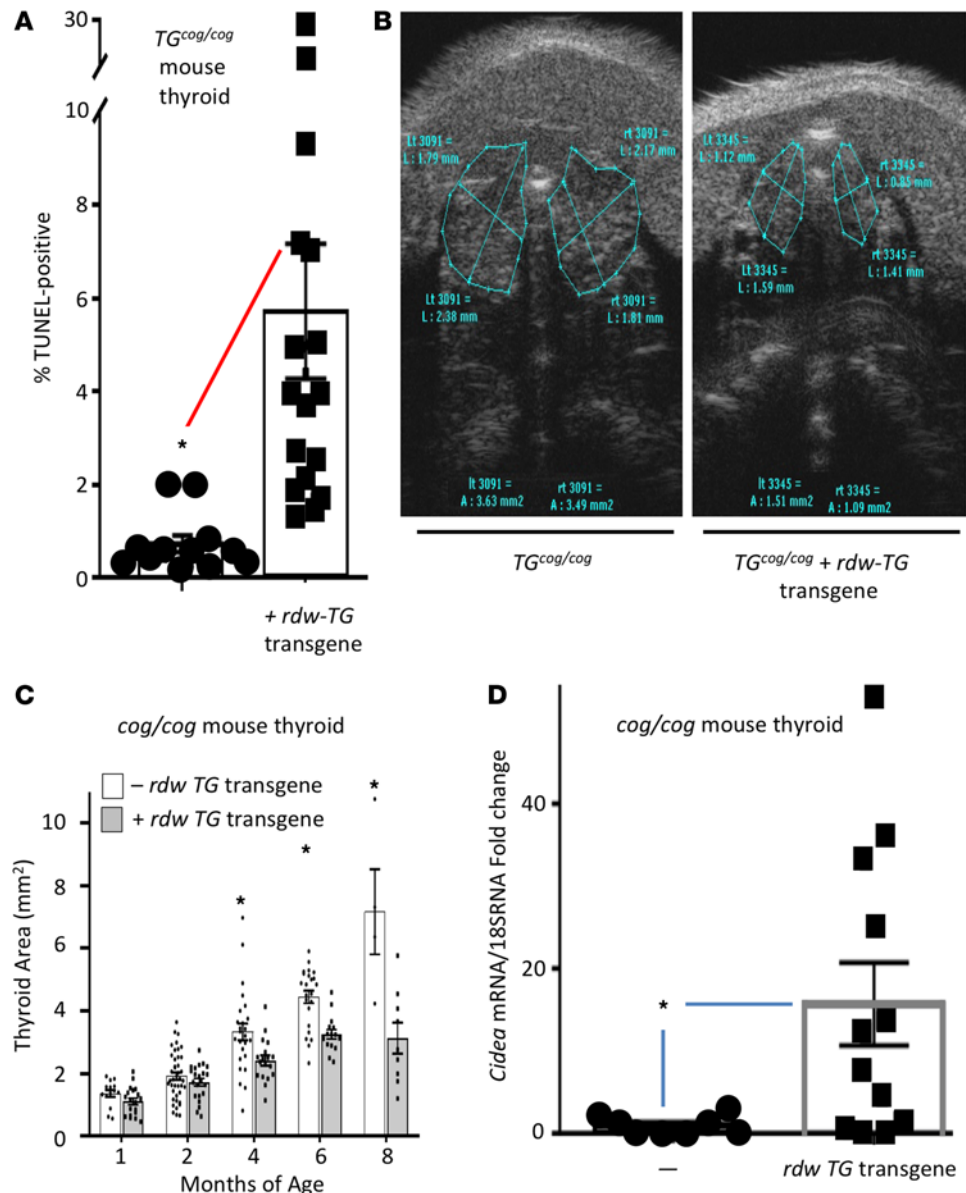 A
TG^cog/cog
mouse
thyroid
% TUNEL-positive
30
10
8
6
4
2
0
*
+ rdw-TG
transgene
B
Lt 3091 =
L : 1.79 mm
rt 3091 =
L : 2.17 mm
Lt 3091 =
L : 2.38 mm
rt 3091 =
L : 1.81 mm
lt 3091 =
A : 3.63 mm2
rt 3091 =
A : 3.49 mm2
TG^cog/cog
Lt 3345 =
L : 1.12 mm
rt 3345 =
L : 0.85 mm
Lt 3345 =
L : 1.59 mm
rt 3345 =
L : 1.41 mm
lt 3345 =
A : 1.51 mm2
rt 3345 =
A : 1.09 mm2
TG^cog/cog + rdw-TG
transgene
C
cog/cog mouse thyroid
– rdw TG transgene
+ rdw TG transgene
Thyroid Area (mm²)
10
8
6
4
2
0
*
*
*
1 2 4 6 8
Months of Age
D
cog/cog mouse thyroid
Cidea mRNA/18SRNA Fold change
40
20
0
*
—
rdw TG transgene